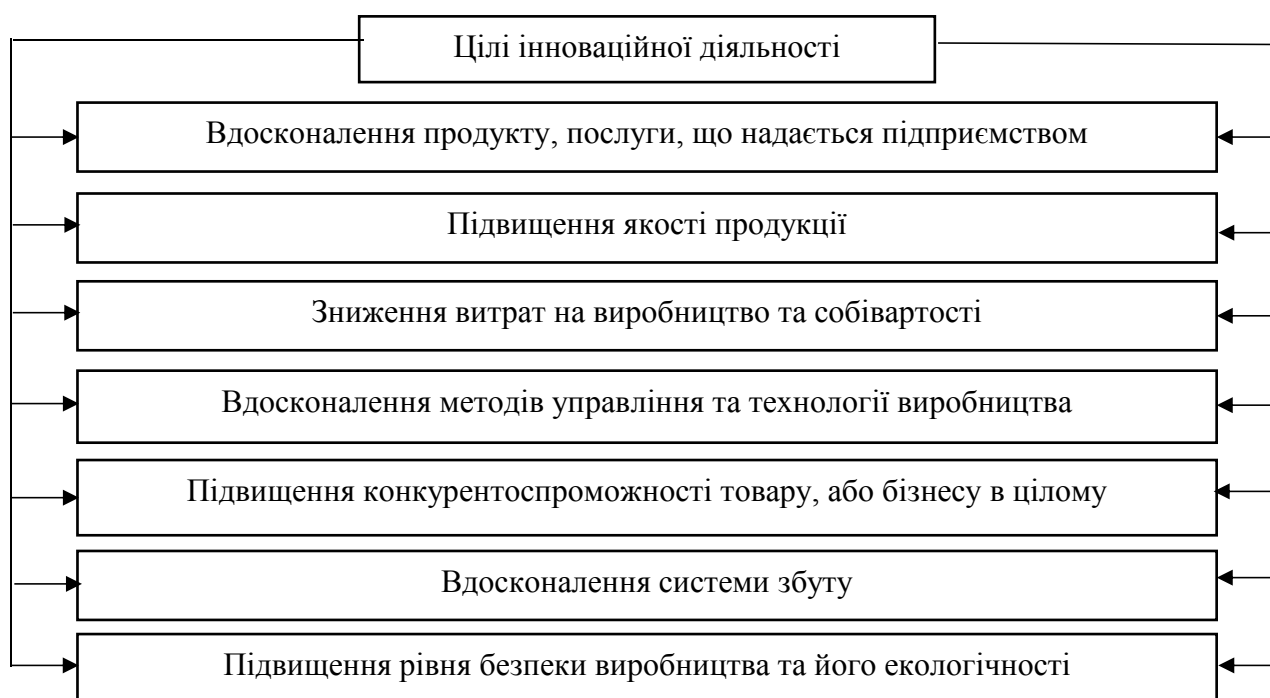 Цілі інноваційної діяльності
Вдосконалення продукту, послуги, що надається підприємством
Підвищення якості продукції
Зниження витрат на виробництво та собівартості
Вдосконалення методів управління та технології виробництва
Підвищення конкурентоспроможності товару, або бізнесу в цілому
Вдосконалення системи збуту
Підвищення рівня безпеки виробництва та його екологічності